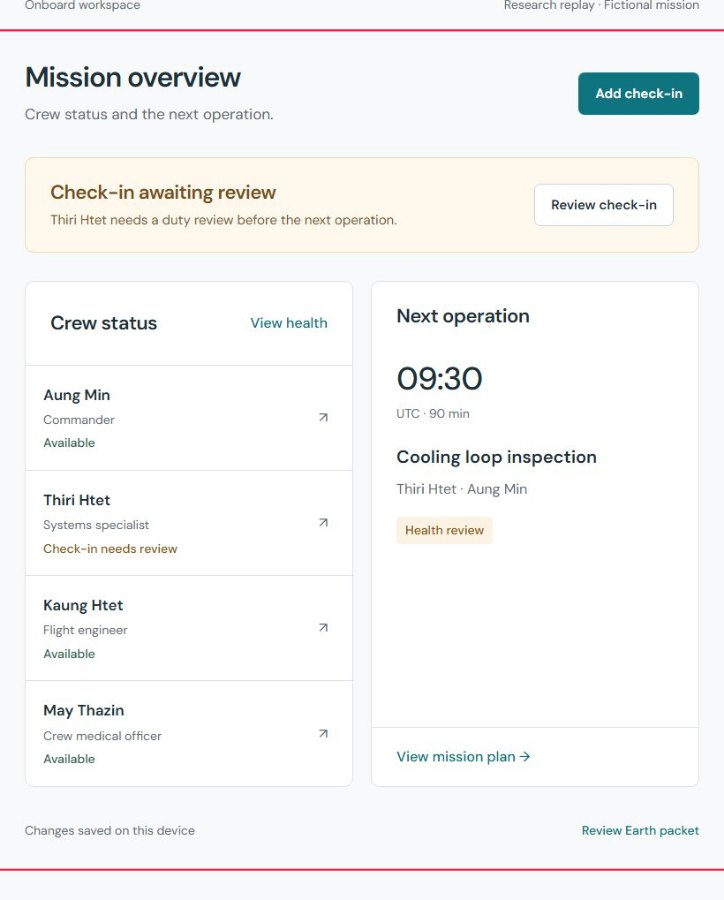 Onboard workspace
Research replay · Fictional mission
Mission overview
Crew status and the next operation.
Add check-in
Check-in awaiting review
Thiri Htet needs a duty review before the next operation.
Review check-in
Crew status
View health
Aung Min
Commander
Available
Thiri Htet
Systems specialist
Check-in needs review
Kaung Htet
Flight engineer
Available
May Thazin
Crew medical officer
Available
Next operation
09:30
UTC · 90 min
Cooling loop inspection
Thiri Htet · Aung Min
Health review
View mission plan →
Changes saved on this device
Review Earth packet